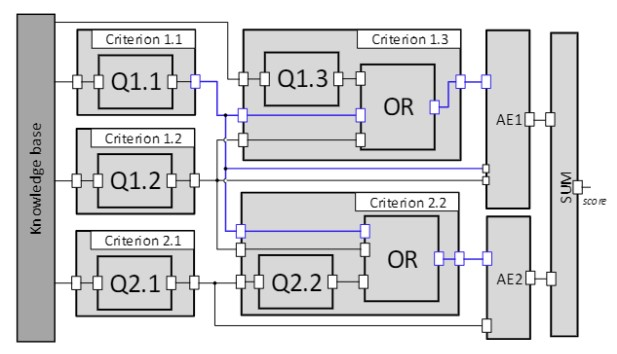 Knowledge base
Criterion 1.1
Q1.1
Criterion 1.2
Q1.2
Criterion 2.1
Q2.1
Criterion 1.3
Q1.3
OR
Criterion 2.2
OR
Q2.2
AE1
AE2
SUM
score